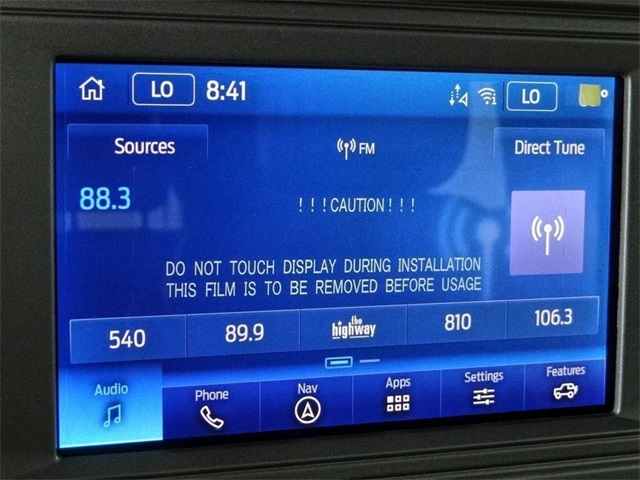 LO 8:41 LO
Sources FM Direct Tune
88.3
!!!CAUTION!!!
DO NOT TOUCH DISPLAY DURING INSTALLATION
THIS FILM IS TO BE REMOVED BEFORE USAGE
540 89.9 the highway 810 106.3
Audio Phone Nav Apps Settings Features